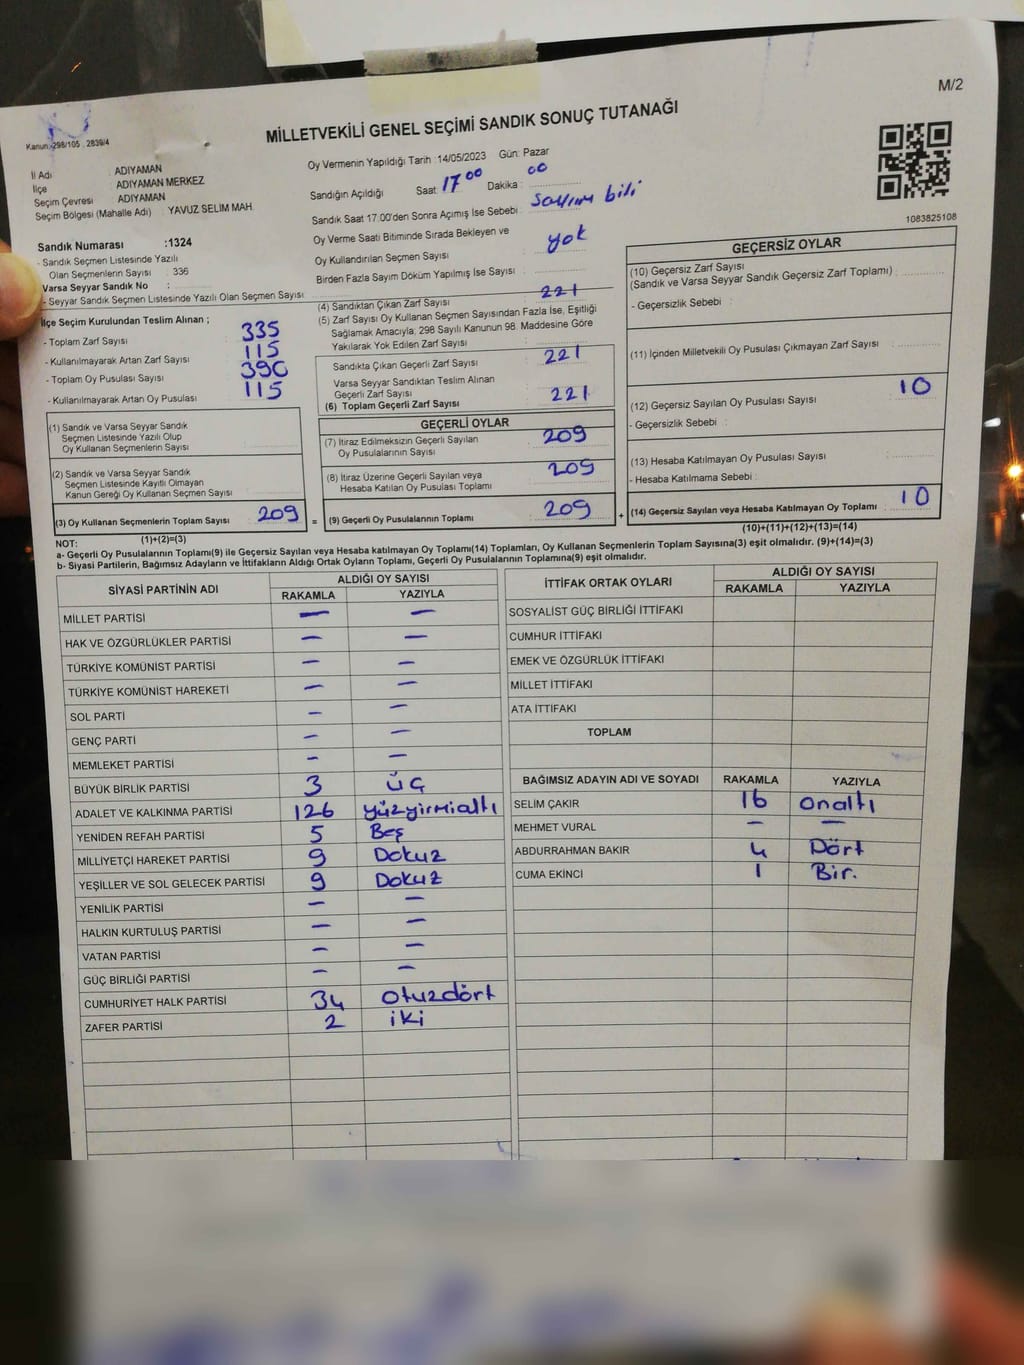 M/2
MİLLETVEKİLİ GENEL SEÇİMİ SANDIK SONUÇ TUTANAĞI
Kanun:-298/105 , 2839/4
İl Adı : ADIYAMAN
İlçe ADIYAMAN MERKEZ
Seçim Çevresi : ADIYAMAN
Seçim Bölgesi (Mahalle Adı) : YAVUZ SELİM MAH.
Sandık Numarası :1324
- Sandık Seçmen Listesinde Yazılı
Olan Seçmenlerin Sayısı : 336
Varsa Seyyar Sandık No :
- Seyyar Sandık Seçmen Listesinde Yazılı Olan Seçmen Sayısı
Oy Vermenin Yapıldığı Tarih :14/05/2023 Gün: Pazar
Sandığın Açıldığı Saat: 17 00 Dakika : 00
Sandık Saat 17.00'den Sonra Açımış İse Sebebi :
Oy Verme Saati Bitiminde Sırada Bekleyen ve yok
Oy Kullandırılan Seçmen Sayısı :
Birden Fazla Sayım Döküm Yapılmış İse Sayısı :
1083825108
İlçe Seçim Kurulundan Teslim Alınan ;
- Toplam Zarf Sayısı : 335
- Kullanılmayarak Artan Zarf Sayısı : 115
- Toplam Oy Pusulası Sayısı : 390
- Kullanılmayarak Artan Oy Pusulası : 115
(4) Sandıktan Çıkan Zarf Sayısı : 221
(5) Zarf Sayısı Oy Kullanan Seçmen Sayısından Fazla İse, Eşitliği
Sağlamak Amacıyla, 298 Sayılı Kanunun 98. Maddesine Göre
Yakılarak Yok Edilen Zarf Sayısı :
Sandıkta Çıkan Geçerli Zarf Sayısı : 221
Varsa Seyyar Sandıktan Teslim Alınan
Geçerli Zarf Sayısı :
(6) Toplam Geçerli Zarf Sayısı 221
GEÇERSİZ OYLAR
(10) Geçersiz Zarf Sayısı
(Sandık ve Varsa Seyyar Sandık Geçersiz Zarf Toplamı) :
- Geçersizlik Sebebi :
(11) İçinden Milletvekili Oy Pusulası Çıkmayan Zarf Sayısı :
(12) Geçersiz Sayılan Oy Pusulası Sayısı : 10
- Geçersizlik Sebebi :
(13) Hesaba Katılmayan Oy Pusulası Sayısı :
- Hesaba Katılmama Sebebi :
(14) Geçersiz Sayılan veya Hesaba Katılmayan Oy Toplamı : 10
(10)+(11)+(12)+(13)=(14)
(1) Sandık ve Varsa Seyyar Sandık
Seçmen Listesinde Yazılı Olup
Oy Kullanan Seçmenlerin Sayısı :
(2) Sandık ve Varsa Seyyar Sandık
Seçmen Listesinde Kayıtlı Olmayan
Kanun Gereği Oy Kullanan Seçmen Sayısı :
(3) Oy Kullanan Seçmenlerin Toplam Sayısı : 209
(1)+(2)=(3)
GEÇERLİ OYLAR
(7) İtiraz Edilmeksizin Geçerli Sayılan 209
Oy Pusulalarının Sayısı :
(8) İtiraz Üzerine Geçerli Sayılan veya 209
Hesaba Katılan Oy Pusulası Toplamı :
= (9) Geçerli Oy Pusulalarının Toplamı : 209 +
NOT:
a- Geçerli Oy Pusulalarının Toplamı(9) ile Geçersiz Sayılan veya Hesaba katılmayan Oy Toplamı(14) Toplamları, Oy Kullanan Seçmenlerin Toplam Sayısına(3) eşit olmalıdır. (9)+(14)=(3)
b- Siyasi Partilerin, Bağımsız Adayların ve İttifakların Aldığı Ortak Oyların Toplamı, Geçerli Oy Pusulalarının Toplamına(9) eşit olmalıdır.
SİYASİ PARTİNİN ADI ALDIĞI OY SAYISI
RAKAMLA YAZIYLA
MİLLET PARTİSİ — —
HAK VE ÖZGÜRLÜKLER PARTİSİ — —
TÜRKİYE KOMÜNİST PARTİSİ — —
TÜRKİYE KOMÜNİST HAREKETİ — —
SOL PARTİ — —
GENÇ PARTİ — —
MEMLEKET PARTİSİ — —
BÜYÜK BİRLİK PARTİSİ 3 üç
ADALET VE KALKINMA PARTİSİ 126 yüzyirmialtı
YENİDEN REFAH PARTİSİ 5 Beş
MİLLİYETÇİ HAREKET PARTİSİ 9 Dokuz
YEŞİLLER VE SOL GELECEK PARTİSİ 9 Dokuz
YENİLİK PARTİSİ — —
HALKIN KURTULUŞ PARTİSİ — —
VATAN PARTİSİ — —
GÜÇ BİRLİĞİ PARTİSİ — —
CUMHURİYET HALK PARTİSİ 34 otuzdört
ZAFER PARTİSİ 2 iki
İTTİFAK ORTAK OYLARI ALDIĞI OY SAYISI
RAKAMLA YAZIYLA
SOSYALİST GÜÇ BİRLİĞİ İTTİFAKI
CUMHUR İTTİFAKI
EMEK VE ÖZGÜRLÜK İTTİFAKI
MİLLET İTTİFAKI
ATA İTTİFAKI
TOPLAM
BAĞIMSIZ ADAYIN ADI VE SOYADI RAKAMLA YAZIYLA
SELİM ÇAKIR 16 onaltı
MEHMET VURAL — —
ABDURRAHMAN BAKIR 4 Dört
CUMA EKİNCİ 1 Bir.